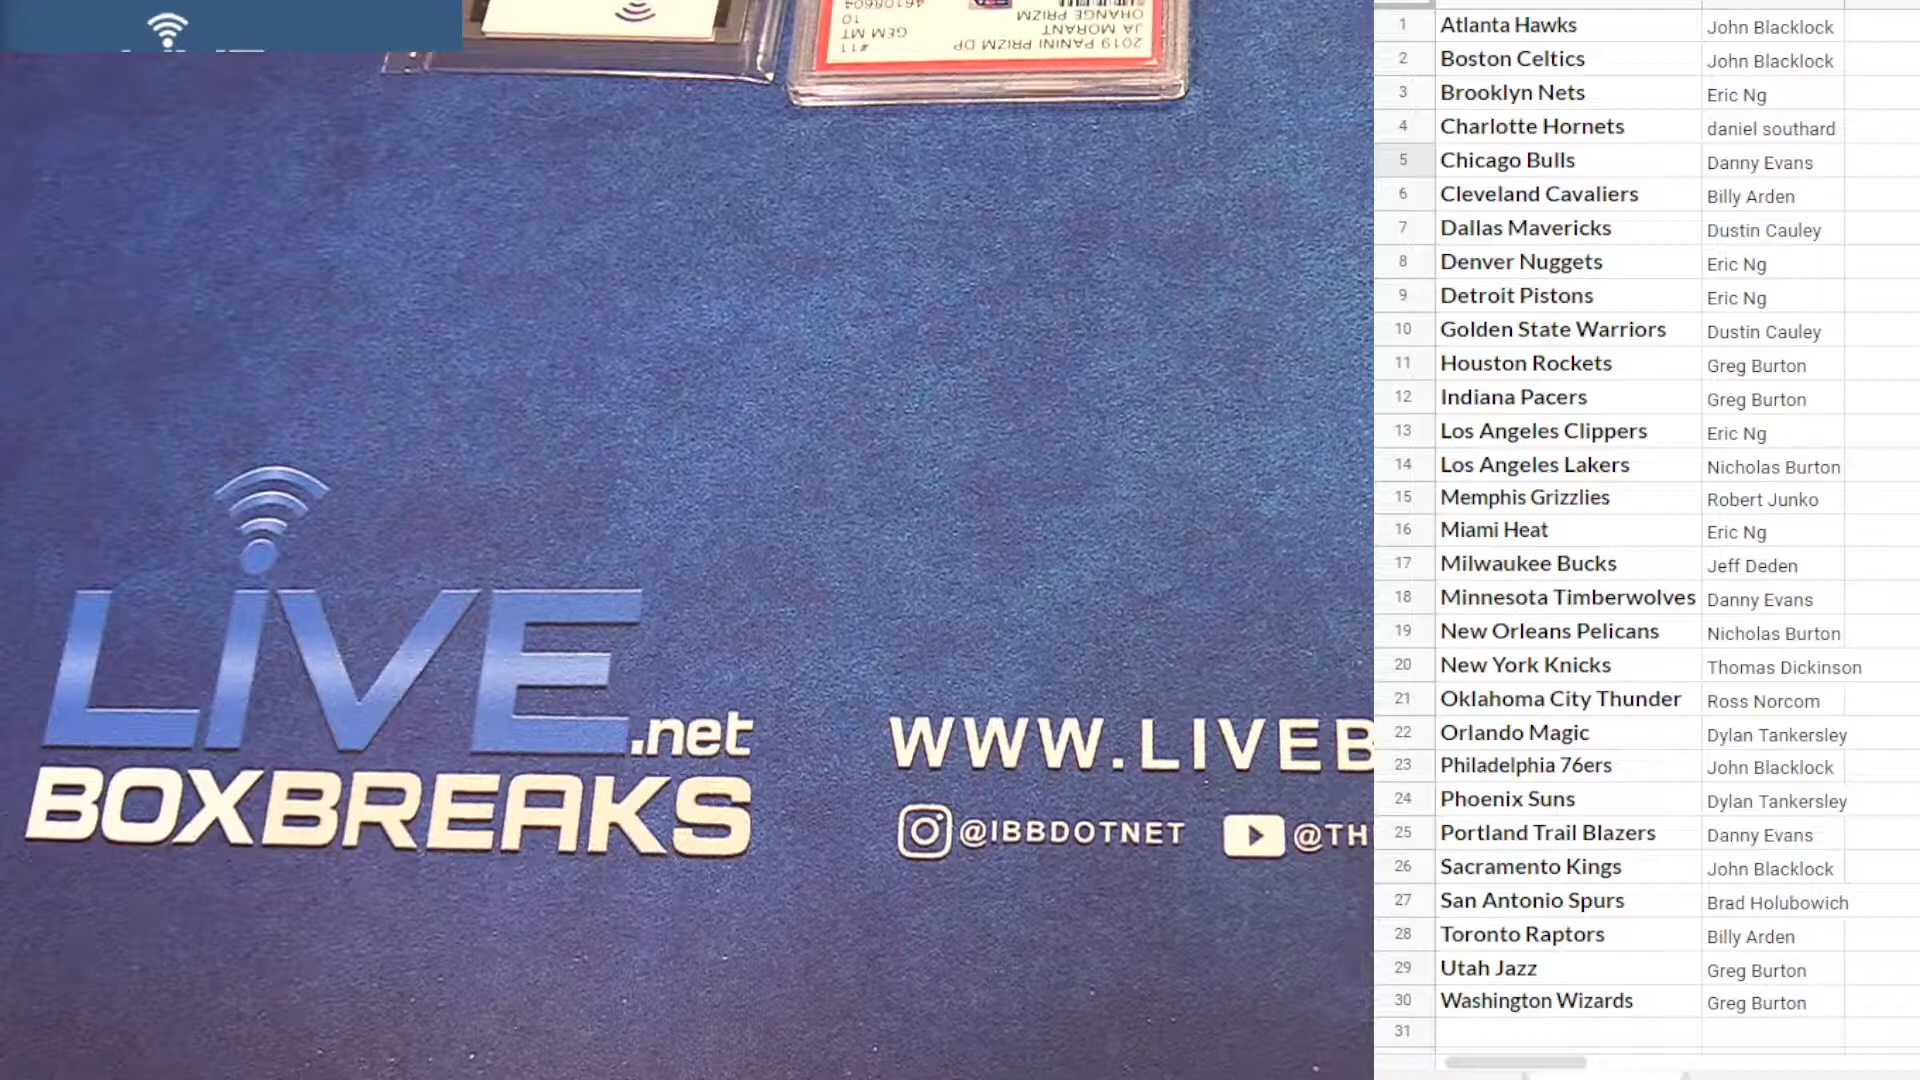 2019 PANINI PRIZM DP #11
JA MORANT GEM MT
ORANGE PRIZM 10
46108604
LIVE.net
BOXBREAKS
WWW.LIVEB
@IBBDOTNET @TH
1 Atlanta Hawks John Blacklock
2 Boston Celtics John Blacklock
3 Brooklyn Nets Eric Ng
4 Charlotte Hornets daniel southard
5 Chicago Bulls Danny Evans
6 Cleveland Cavaliers Billy Arden
7 Dallas Mavericks Dustin Cauley
8 Denver Nuggets Eric Ng
9 Detroit Pistons Eric Ng
10 Golden State Warriors Dustin Cauley
11 Houston Rockets Greg Burton
12 Indiana Pacers Greg Burton
13 Los Angeles Clippers Eric Ng
14 Los Angeles Lakers Nicholas Burton
15 Memphis Grizzlies Robert Junko
16 Miami Heat Eric Ng
17 Milwaukee Bucks Jeff Deden
18 Minnesota Timberwolves Danny Evans
19 New Orleans Pelicans Nicholas Burton
20 New York Knicks Thomas Dickinson
21 Oklahoma City Thunder Ross Norcom
22 Orlando Magic Dylan Tankersley
23 Philadelphia 76ers John Blacklock
24 Phoenix Suns Dylan Tankersley
25 Portland Trail Blazers Danny Evans
26 Sacramento Kings John Blacklock
27 San Antonio Spurs Brad Holubowich
28 Toronto Raptors Billy Arden
29 Utah Jazz Greg Burton
30 Washington Wizards Greg Burton
31